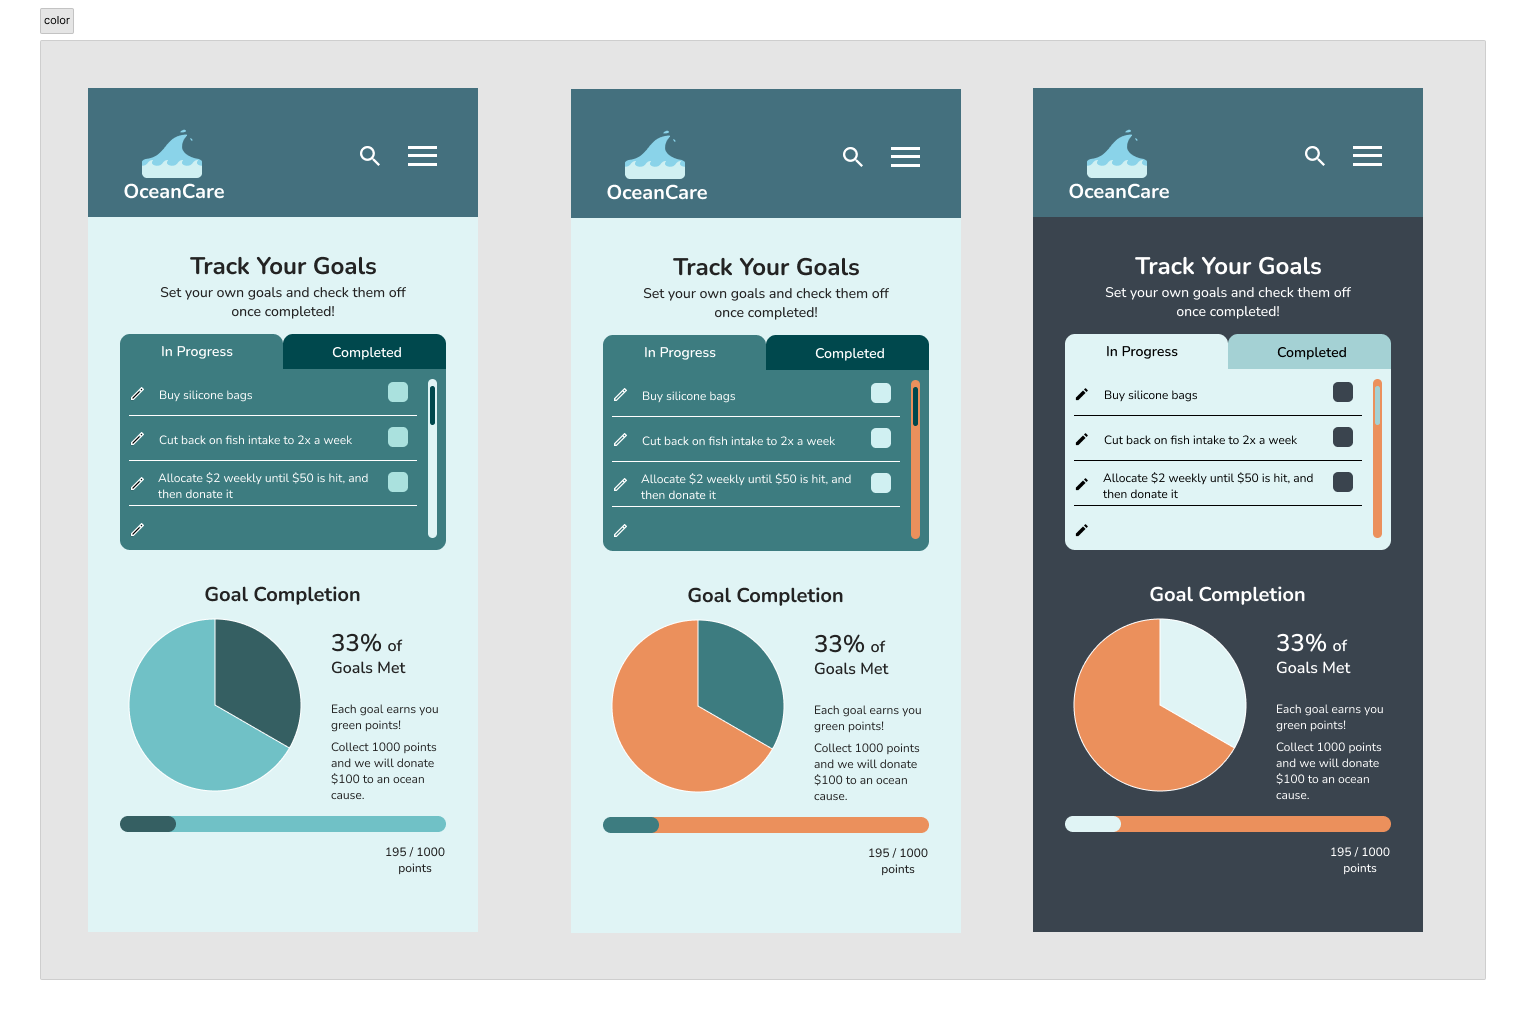 color
OceanCare
Track Your Goals
Set your own goals and check them off
once completed!
In Progress
Completed
Buy silicone bags
Cut back on fish intake to 2x a week
Allocate $2 weekly until $50 is hit, and
then donate it
Goal Completion
33% of
Goals Met
Each goal earns you
green points!
Collect 1000 points
and we will donate
$100 to an ocean
cause.
195 / 1000
points
OceanCare
Track Your Goals
Set your own goals and check them off
once completed!
In Progress
Completed
Buy silicone bags
Cut back on fish intake to 2x a week
Allocate $2 weekly until $50 is hit, and
then donate it
Goal Completion
33% of
Goals Met
Each goal earns you
green points!
Collect 1000 points
and we will donate
$100 to an ocean
cause.
195 / 1000
points
OceanCare
Track Your Goals
Set your own goals and check them off
once completed!
In Progress
Completed
Buy silicone bags
Cut back on fish intake to 2x a week
Allocate $2 weekly until $50 is hit, and
then donate it
Goal Completion
33% of
Goals Met
Each goal earns you
green points!
Collect 1000 points
and we will donate
$100 to an ocean
cause.
195 / 1000
points